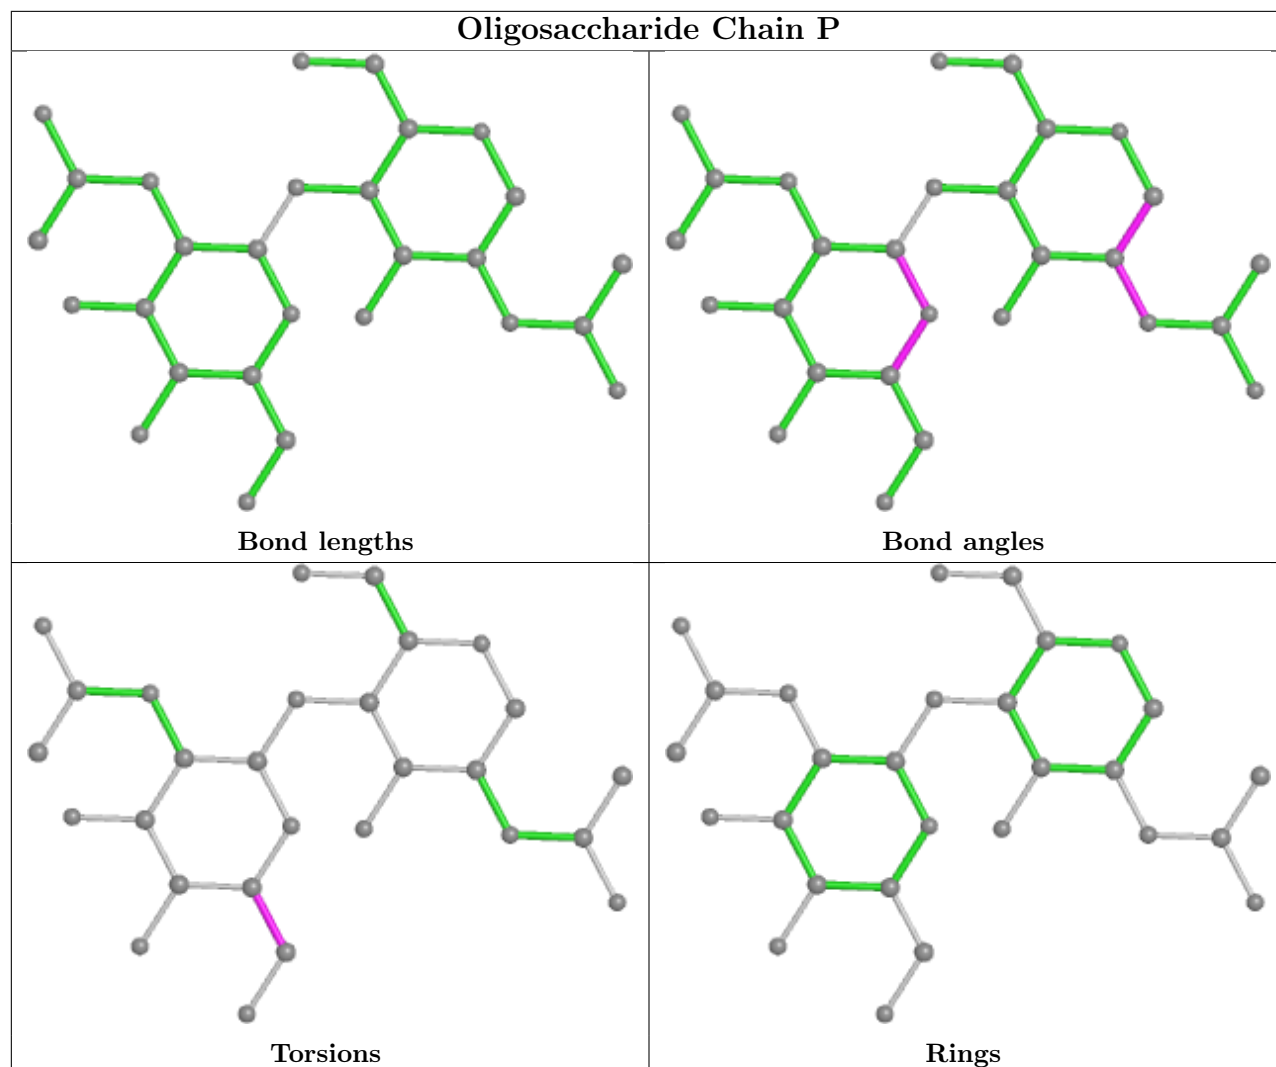 Oligosaccharide Chain P
Bond lengths
Bond angles
Torsions
Rings